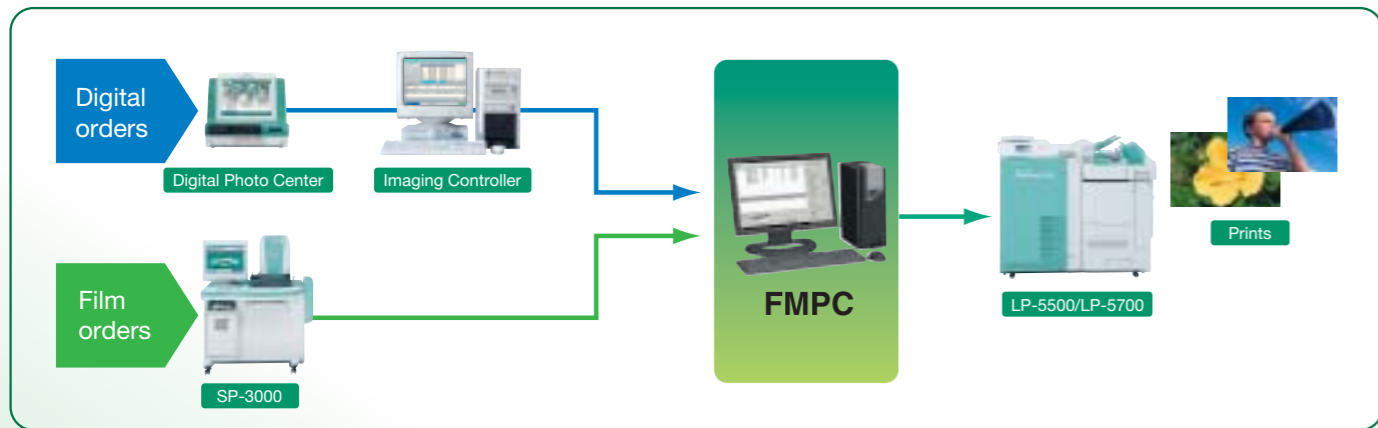 Digital
orders
Digital Photo Center
Imaging Controller
Film
orders
SP-3000
FMPC
LP-5500/LP-5700
Prints